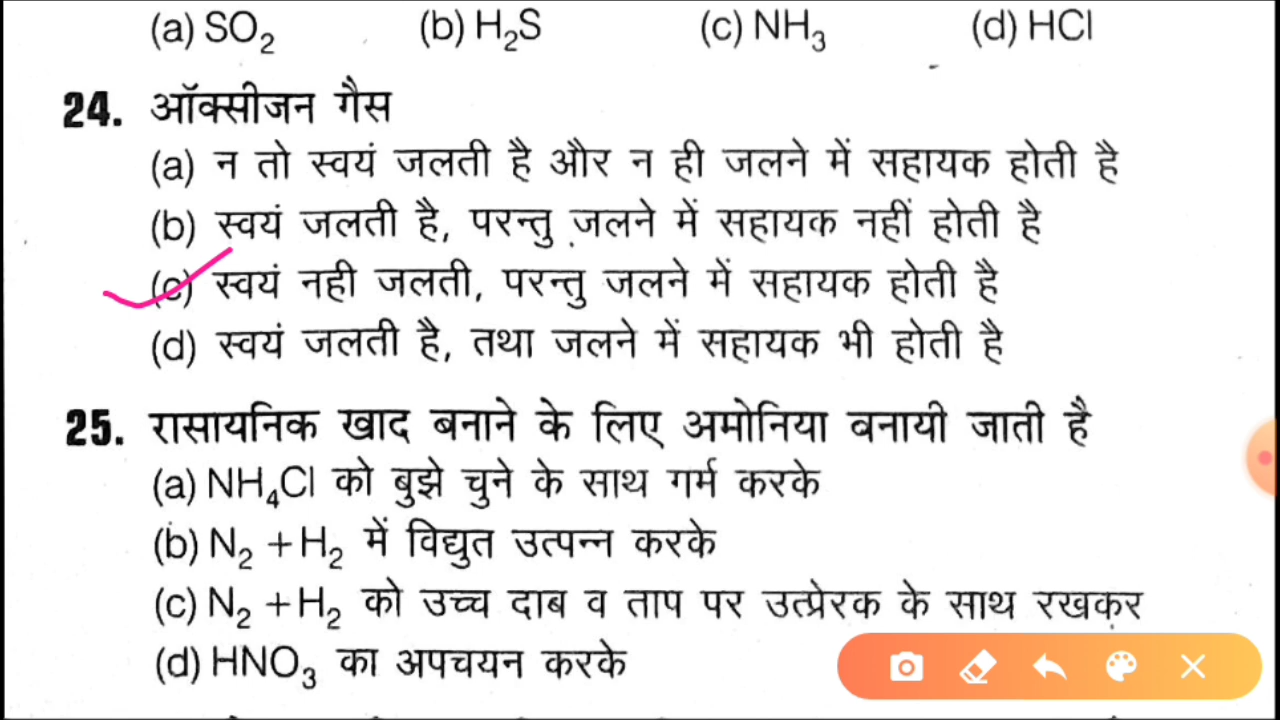 (a) SO₂ (b) H₂S (c) NH₃ (d) HCl
24. ऑक्सीजन गैस
(a) न तो स्वयं जलती है और न ही जलने में सहायक होती है
(b) स्वयं जलती है, परन्तु जलने में सहायक नहीं होती है
(c) स्वयं नही जलती, परन्तु जलने में सहायक होती है
(d) स्वयं जलती है, तथा जलने में सहायक भी होती है
25. रासायनिक खाद बनाने के लिए अमोनिया बनायी जाती है
(a) NH₄Cl को बुझे चुने के साथ गर्म करके
(b) N₂ + H₂ में विद्युत उत्पन्न करके
(c) N₂ + H₂ को उच्च दाब व ताप पर उत्प्रेरक के साथ रखकर
(d) HNO₃ का अपचयन करके